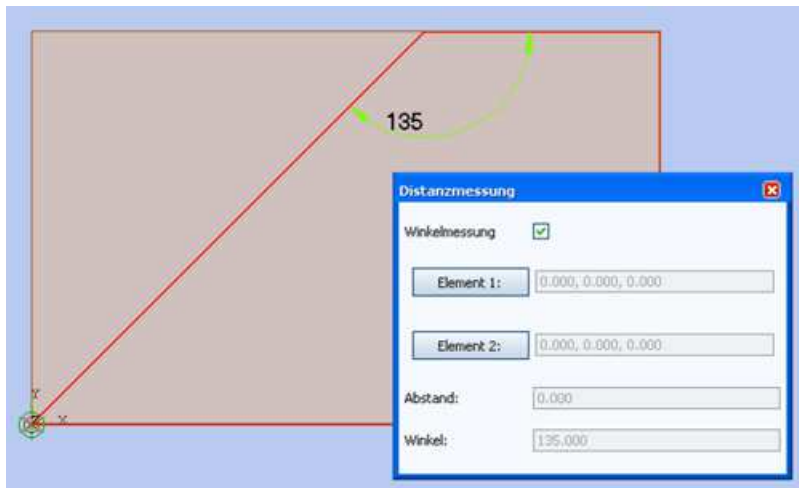 135
Distanzmessung
Winkelmessung
Element 1: 0.000, 0.000, 0.000
Element 2: 0.000, 0.000, 0.000
Abstand: 0.000
Winkel: 135.000
Y
Z X